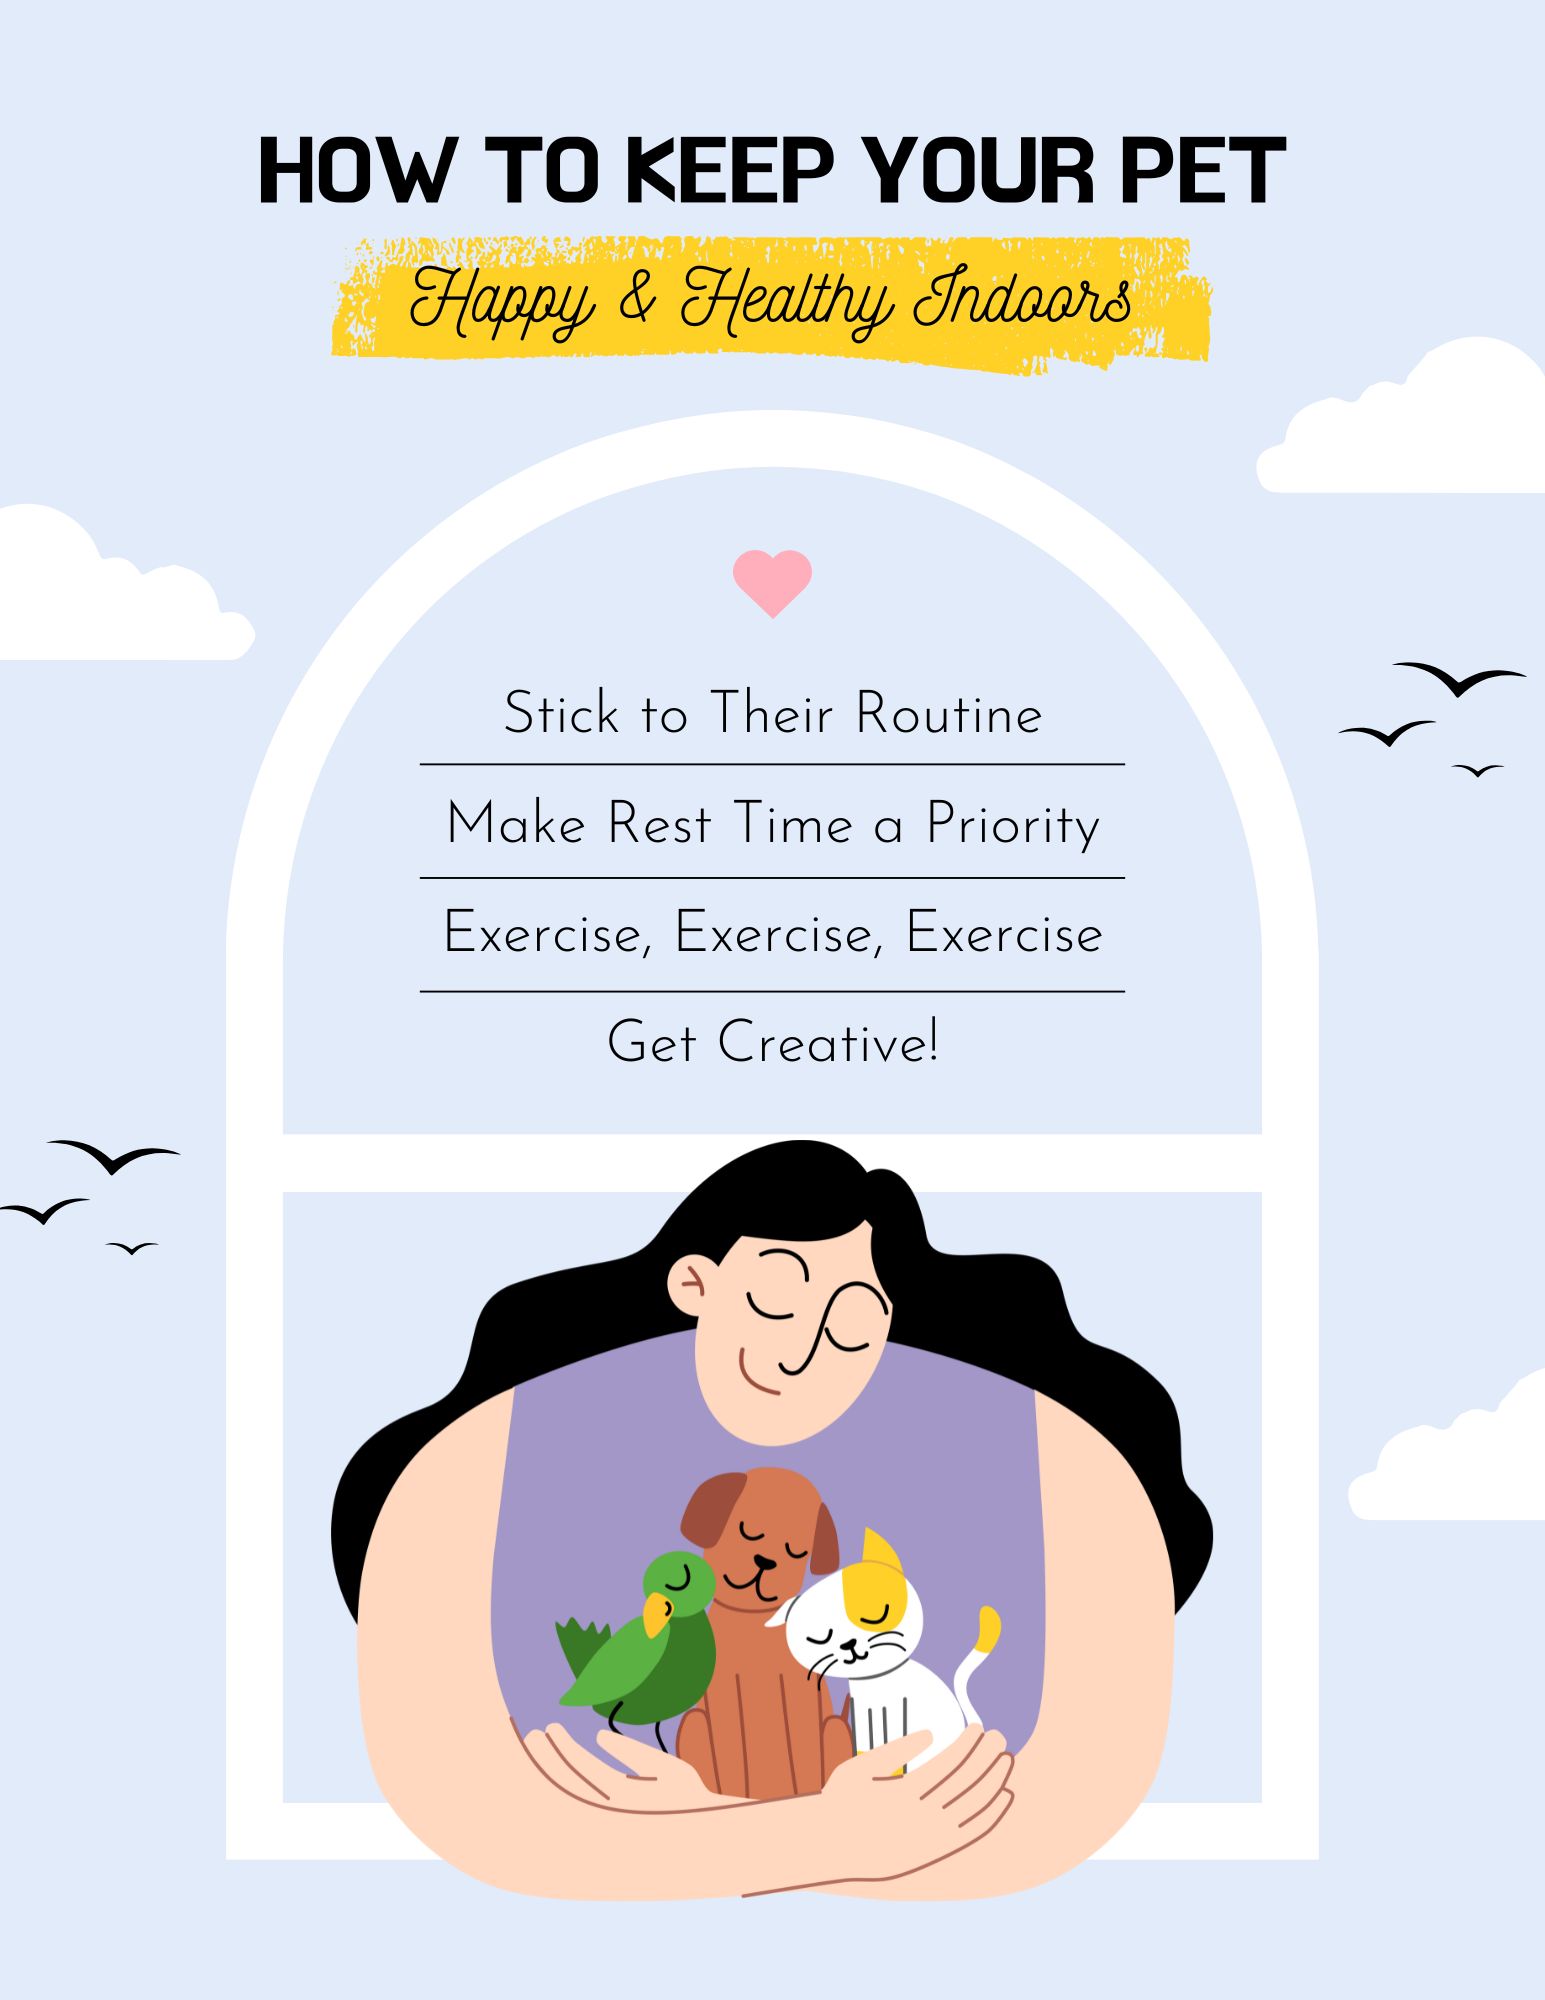 HOW TO KEEP YOUR PET
Happy & Healthy Indoors
Stick to Their Routine
Make Rest Time a Priority
Exercise, Exercise, Exercise
Get Creative!